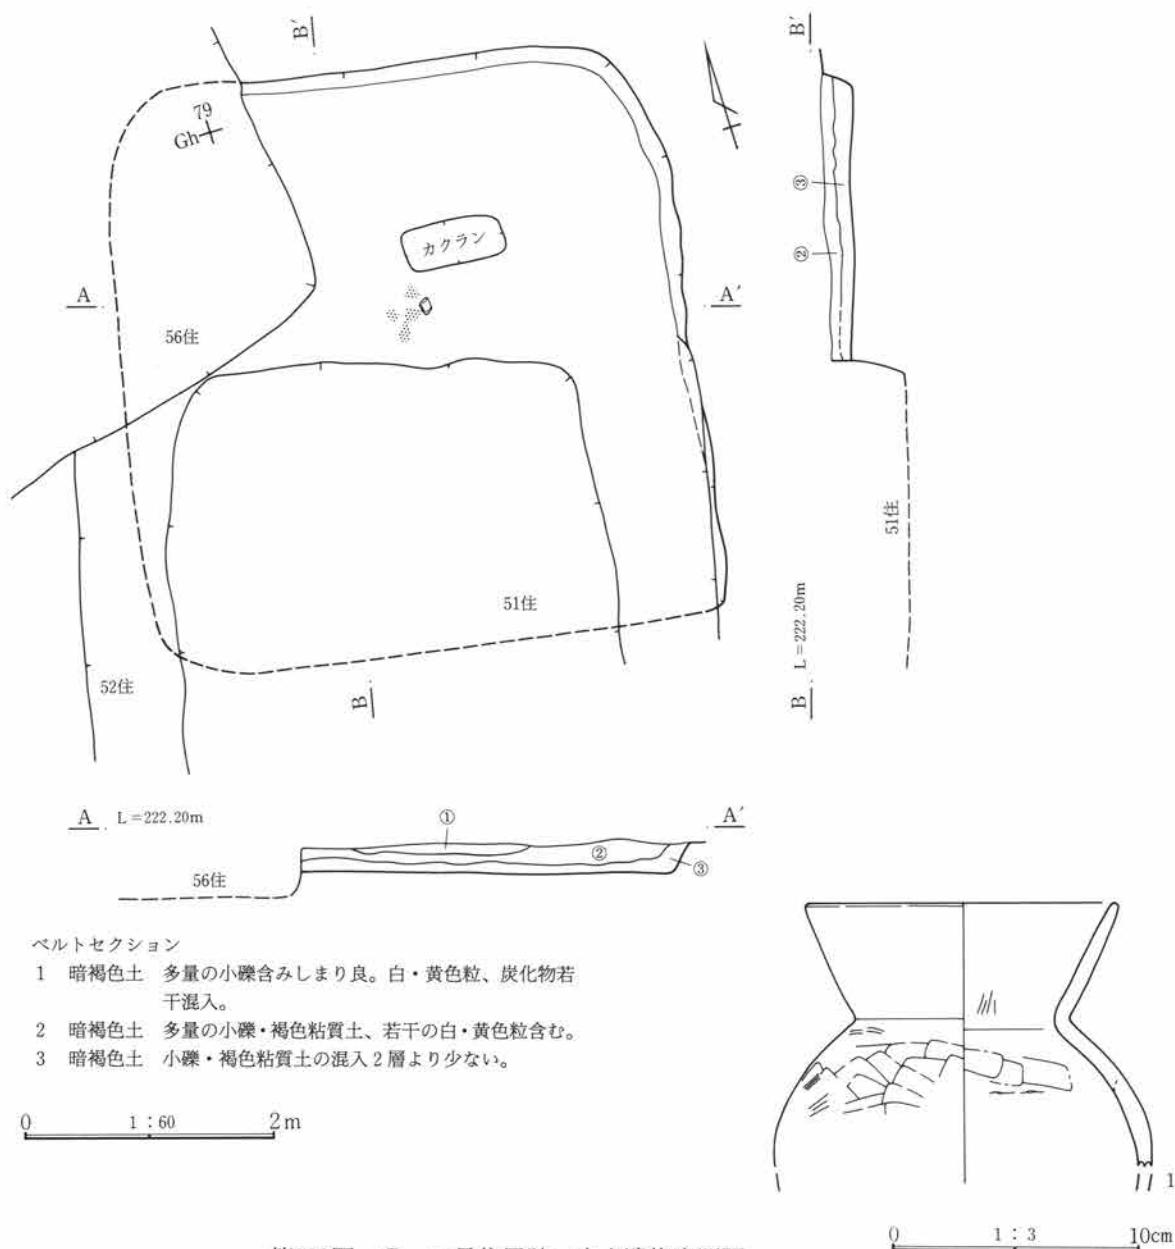 B′
B′
79
Gh
カクラン
③
②
A
A′
56住
51住
51住
L=222.20m
52住
B
B
A L=222.20m
A′
①
②
③
56住
ベルトセクション
1 暗褐色土 多量の小礫含みしまり良。白・黄色粒、炭化物若
干混入。
2 暗褐色土 多量の小礫・褐色粘質土、若干の白・黄色粒含む。
3 暗褐色土 小礫・褐色粘質土の混入2層より少ない。
0 1:60 2m
1
0 1:3 10cm